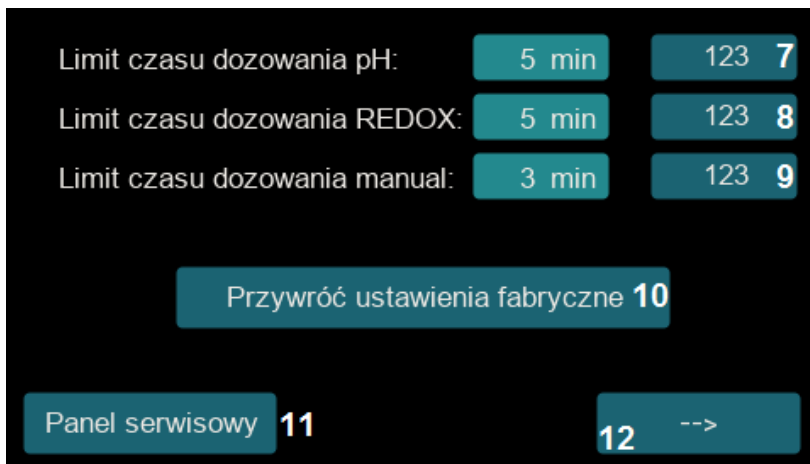 Limit czasu dozowania pH: 5 min 123 7
Limit czasu dozowania REDOX: 5 min 123 8
Limit czasu dozowania manual: 3 min 123 9
Przywróć ustawienia fabryczne 10
Panel serwisowy 11 12 -->